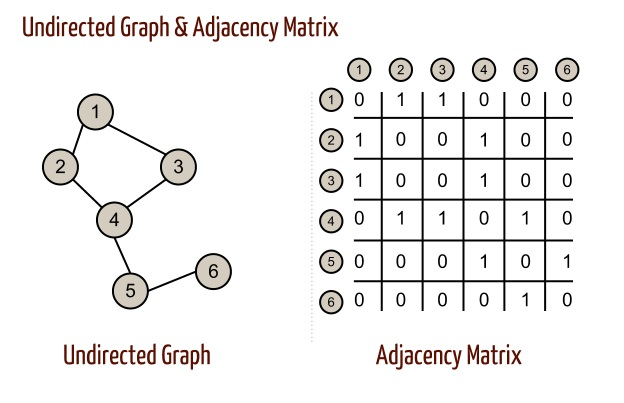 Undirected Graph & Adjacency Matrix
1 2 3 4 5 6
1 0 1 1 0 0 0
2 1 0 0 1 0 0
3 1 0 0 1 0 0
4 0 1 1 0 1 0
5 0 0 0 1 0 1
6 0 0 0 0 1 0
1
2 3
4
5 6
Undirected Graph Adjacency Matrix